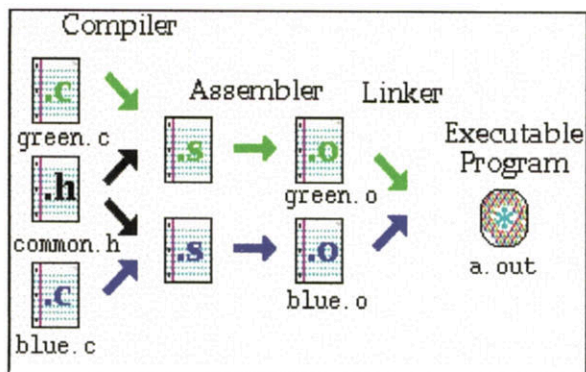 Compiler
Assembler
Linker
Executable
Program
.c
green.c
.h
common.h
.c
blue.c
.s
.s
.o
green.o
.o
blue.o
*
a.out